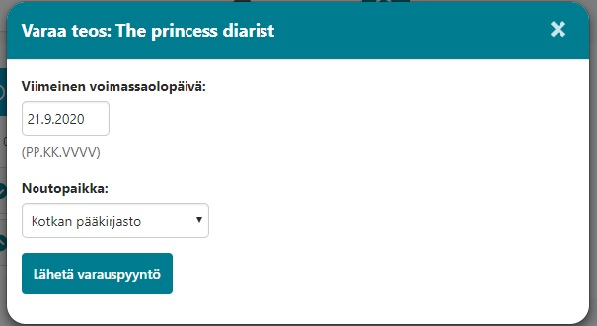 Varaa teos: The princess diarist
Viimeinen voimassaolopäivä:
21.9.2020
(PP.KK.VVVV)
Noutopaikka:
Kotkan pääkirjasto
Lähetä varauspyyntö